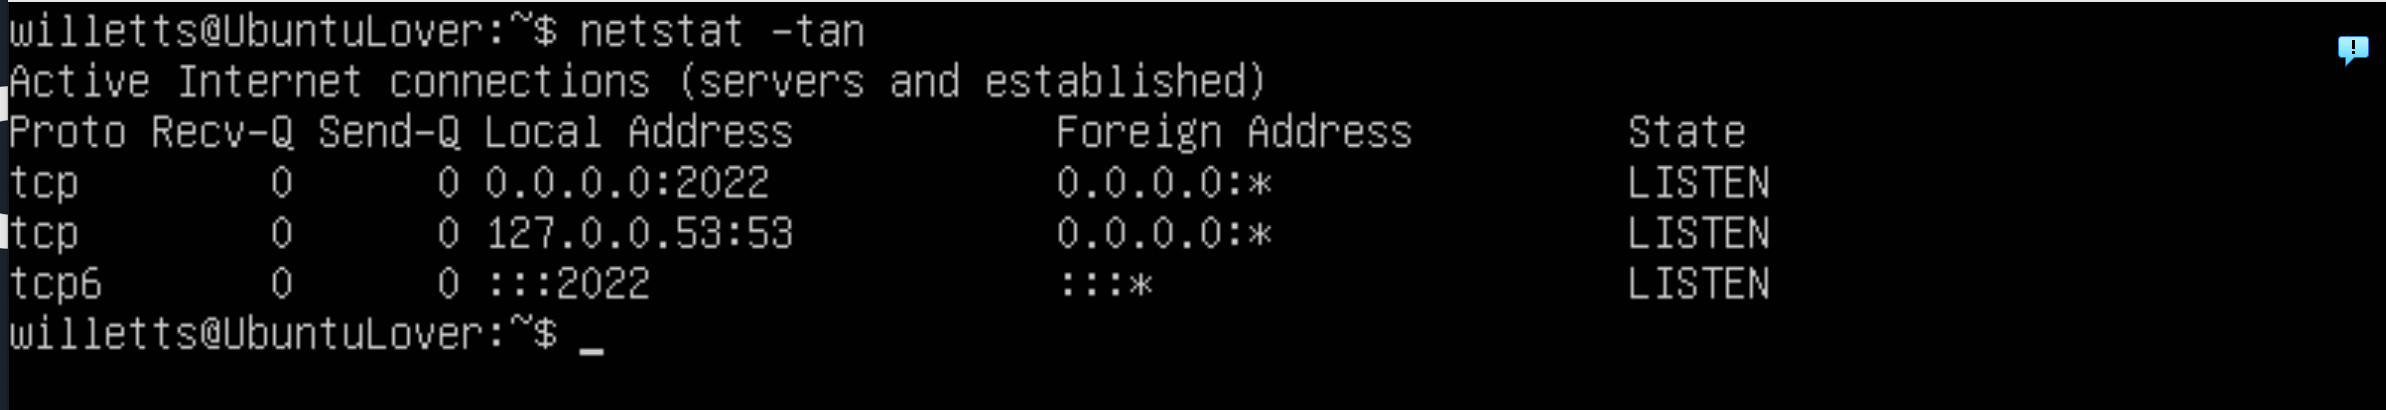 willetts@UbuntuLover:~$ netstat -tan
Active Internet connections (servers and established)
Proto Recv-Q Send-Q Local Address           Foreign Address         State
tcp        0      0 0.0.0.0:2022            0.0.0.0:*               LISTEN
tcp        0      0 127.0.0.53:53           0.0.0.0:*               LISTEN
tcp6       0      0 :::2022                 :::*                    LISTEN
willetts@UbuntuLover:~$ _